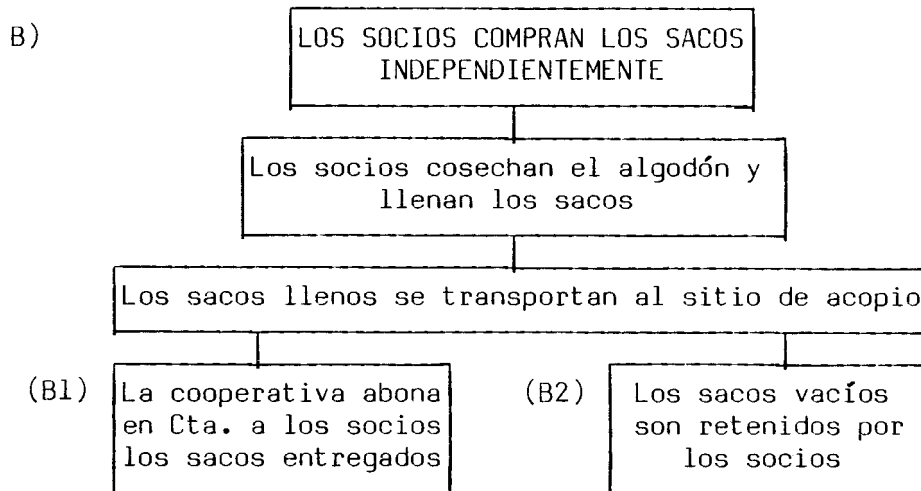 B)
LOS SOCIOS COMPRAN LOS SACOS
INDEPENDIENTEMENTE
Los socios cosechan el algodón y
llenan los sacos
Los sacos llenos se transportan al sitio de acopio
(B1)
La cooperativa abona
en Cta. a los socios
los sacos entregados
(B2)
Los sacos vacíos
son retenidos por
los socios